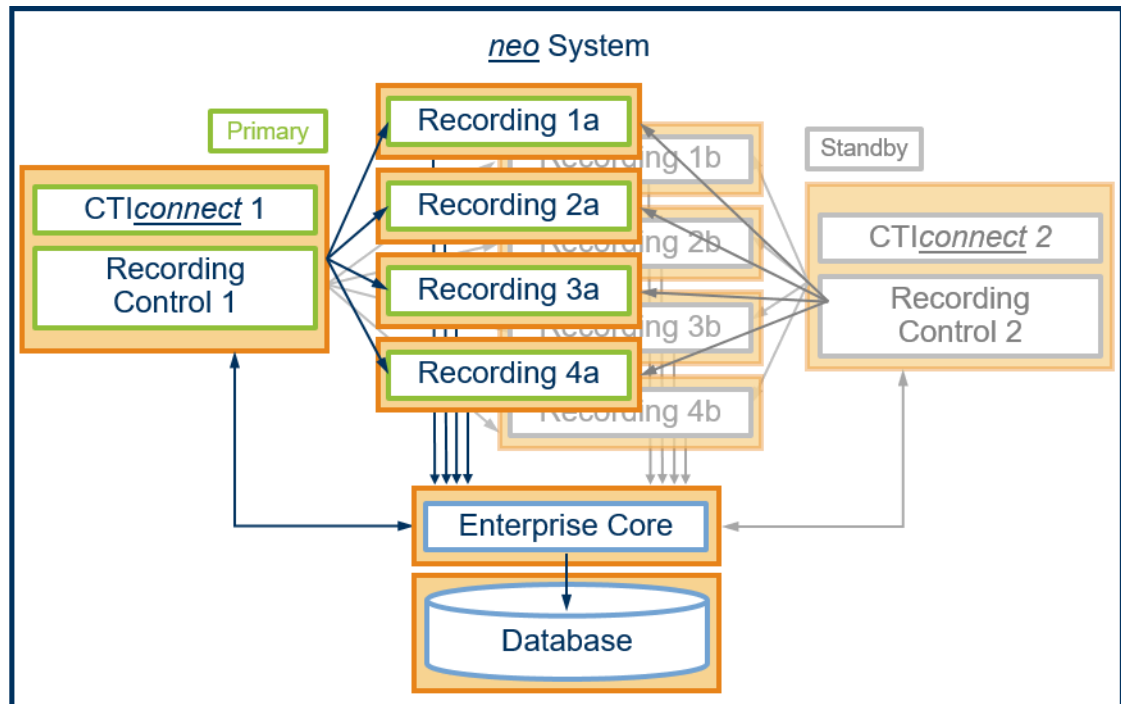 neo System
Primary
CTIconnect 1
Recording
Control 1
Recording 1a
Recording 2a
Recording 3a
Recording 4a
Recording 1b
Recording 2b
Recording 3b
Recording 4b
Standby
CTIconnect 2
Recording
Control 2
Enterprise Core
Database